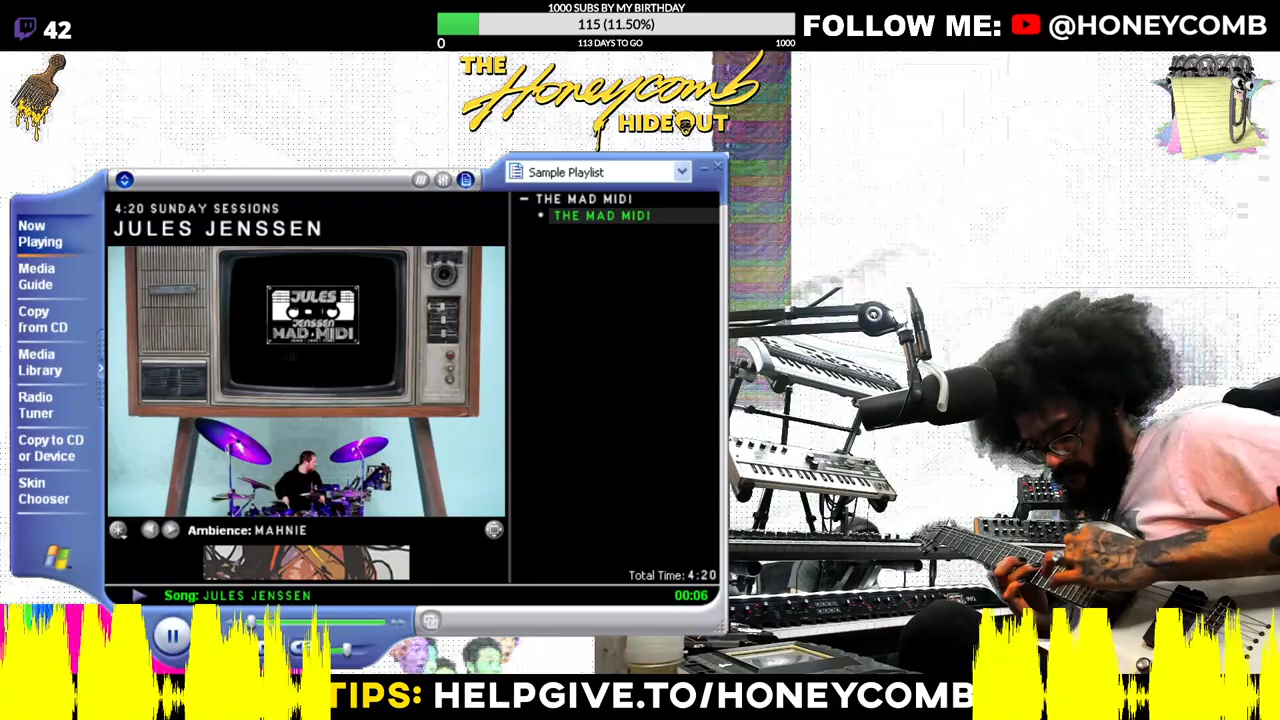 42
1000 SUBS BY MY BIRTHDAY
115 (11.50%)
0
113 DAYS TO GO
1000
FOLLOW ME: @HONEYCOMB
THE
Honeycomb
HIDEOUT
Sample Playlist
4:20 SUNDAY SESSIONS
JULES JENSSEN
THE MAD MIDI
THE MAD MIDI
Now
Playing
Media
Guide
Copy
from CD
Media
Library
Radio
Tuner
Copy to CD
or Device
Skin
Chooser
JULES
JENSSEN
MAD MIDI
Ambience: MAHNIE
Total Time: 4:20
Song: JULES JENSSEN
00:06
TIPS: HELPGIVE.TO/HONEYCOMB